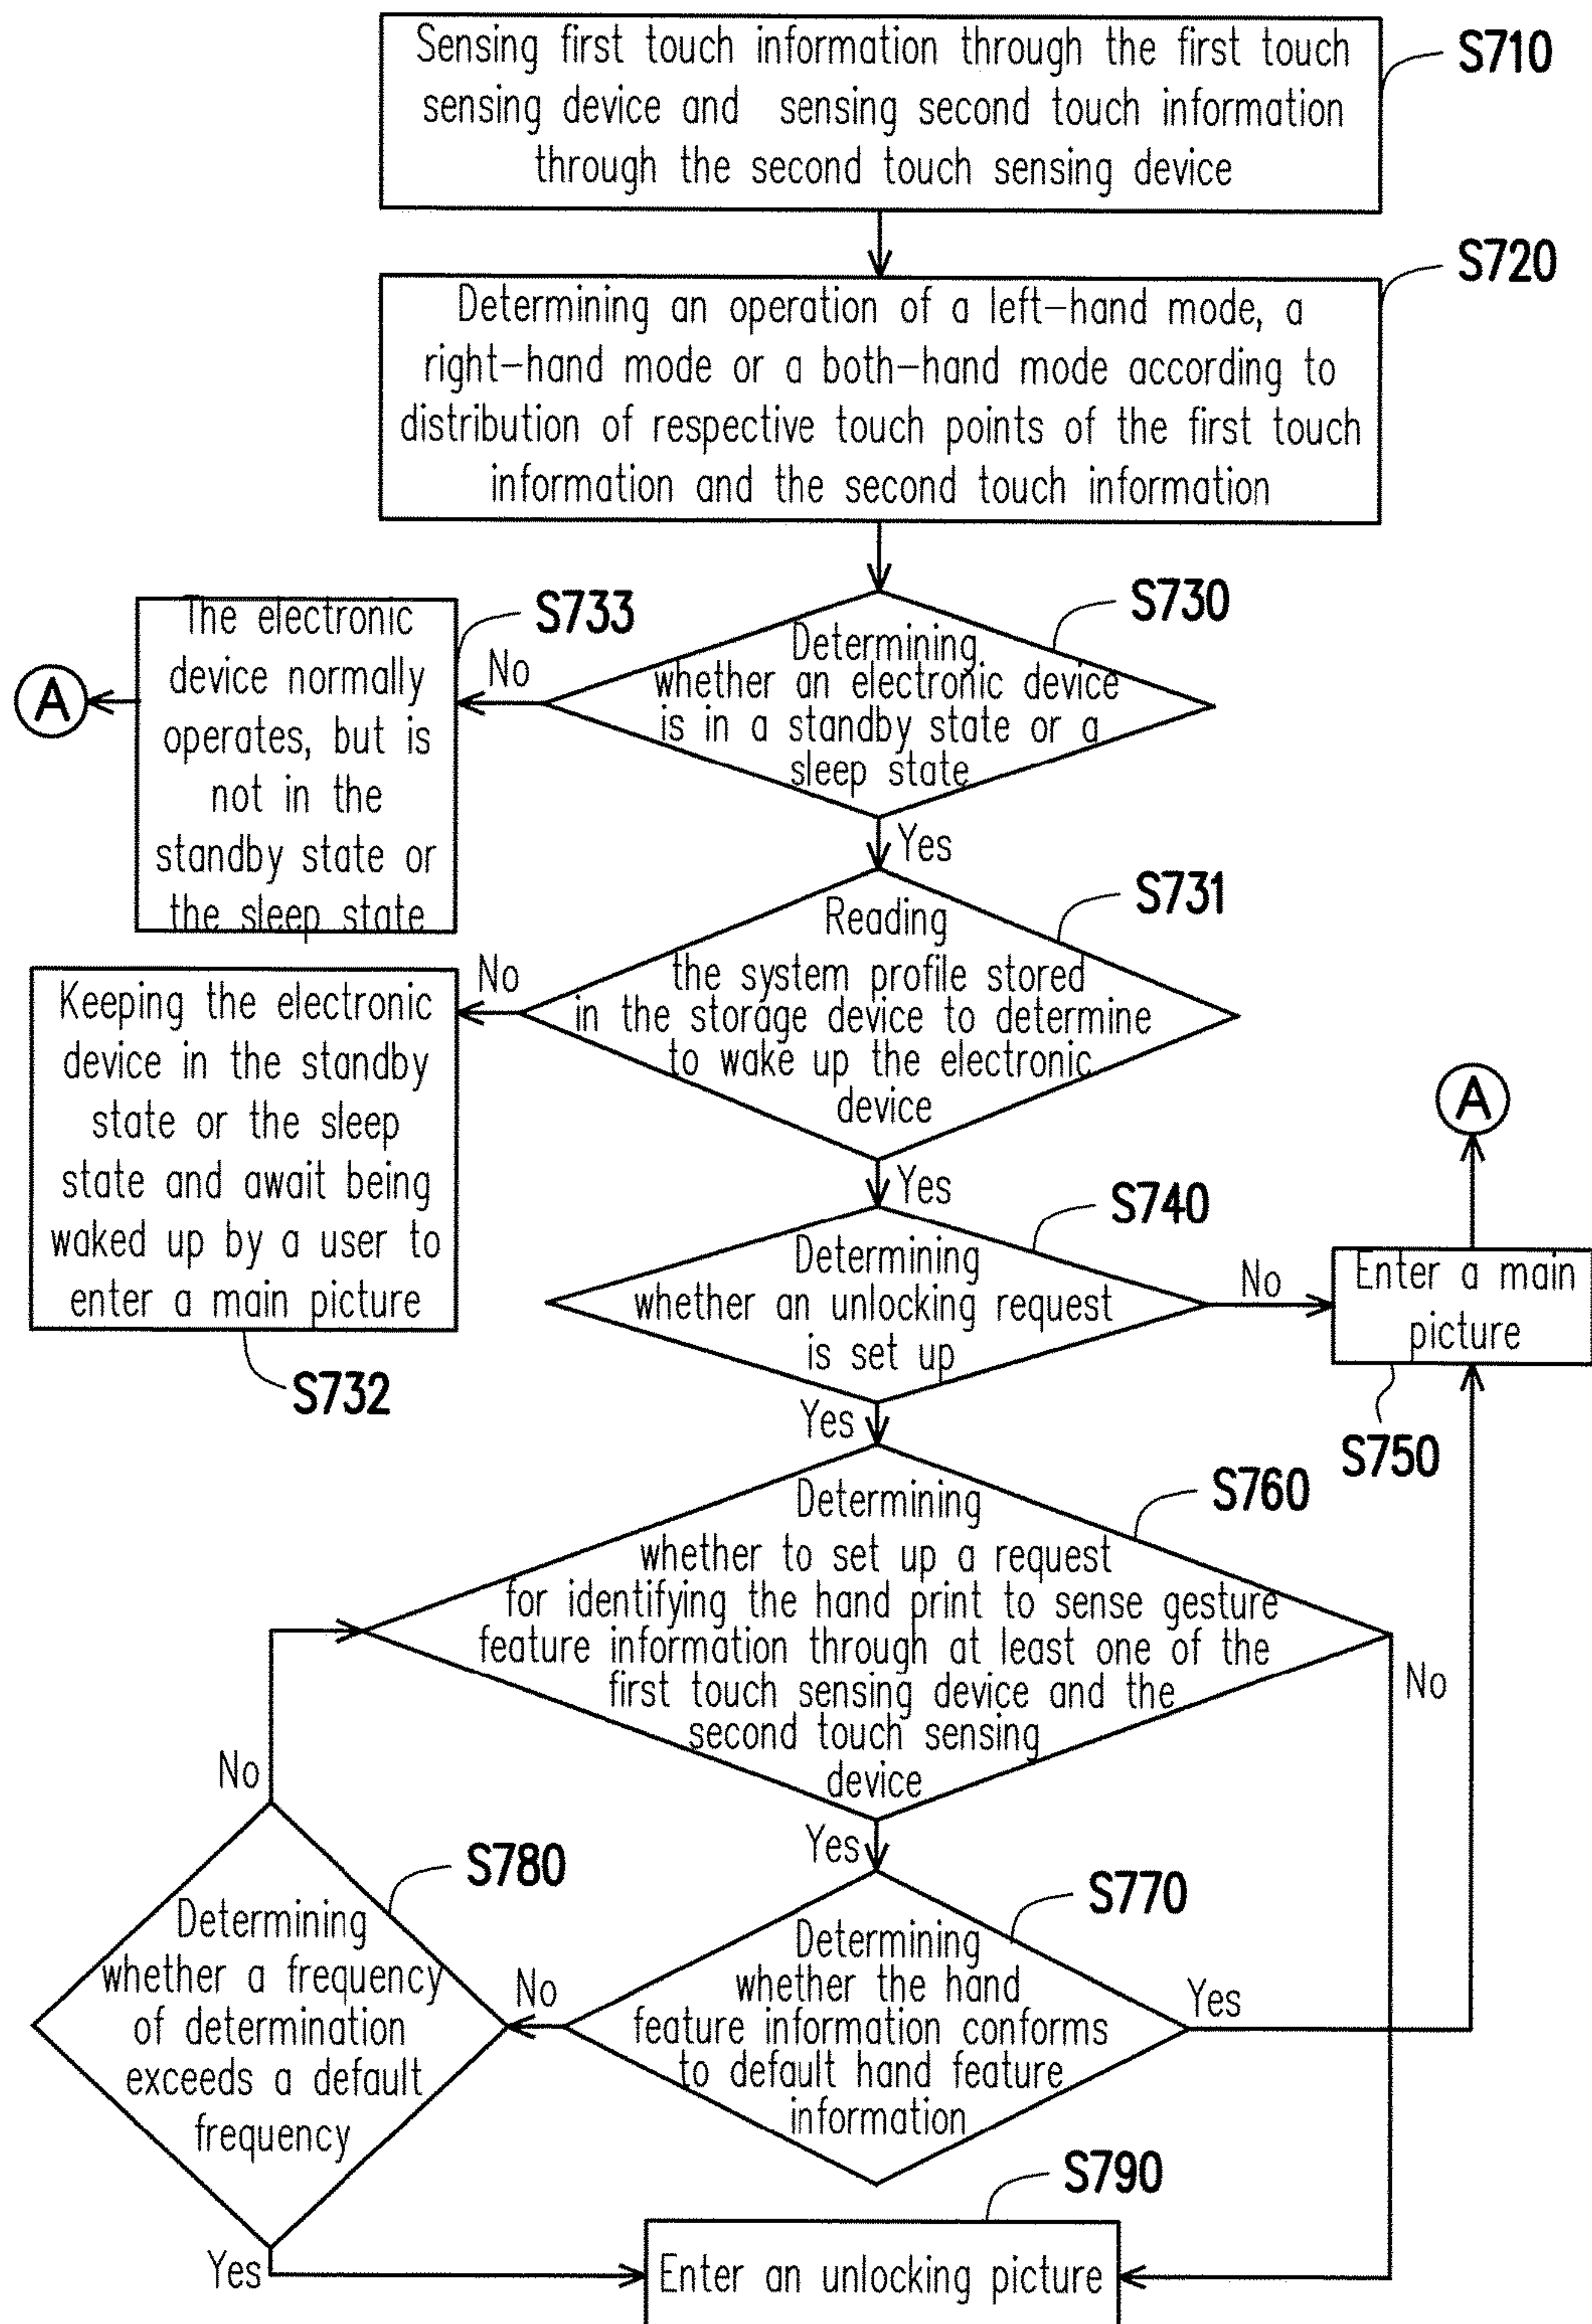 Sensing first touch information through the first touch
sensing device and sensing second touch information
through the second touch sensing device
S710
Determining an operation of a left-hand mode, a
right-hand mode or a both-hand mode according to
distribution of respective touch points of the first touch
information and the second touch information
S720
Determining
whether an electronic device
is in a standby state or a
sleep state
S730
No
S733
The electronic
device normally
operates, but is
not in the
standby state or
the sleep state
A
Yes
Reading
the system profile stored
in the storage device to determine
to wake up the electronic
device
S731
No
Keeping the electronic
device in the standby
state or the sleep
state and await being
waked up by a user to
enter a main picture
S732
Yes
Determining
whether an unlocking request
is set up
S740
No
Enter a main
picture
S750
A
Yes
Determining
whether to set up a request
for identifying the hand print to sense gesture
feature information through at least one of the
first touch sensing device and the
second touch sensing
device
S760
No
Yes
Determining
whether the hand
feature information conforms
to default hand feature
information
S770
Yes
No
Determining
whether a frequency
of determination
exceeds a default
frequency
S780
No
Yes
Enter an unlocking picture
S790